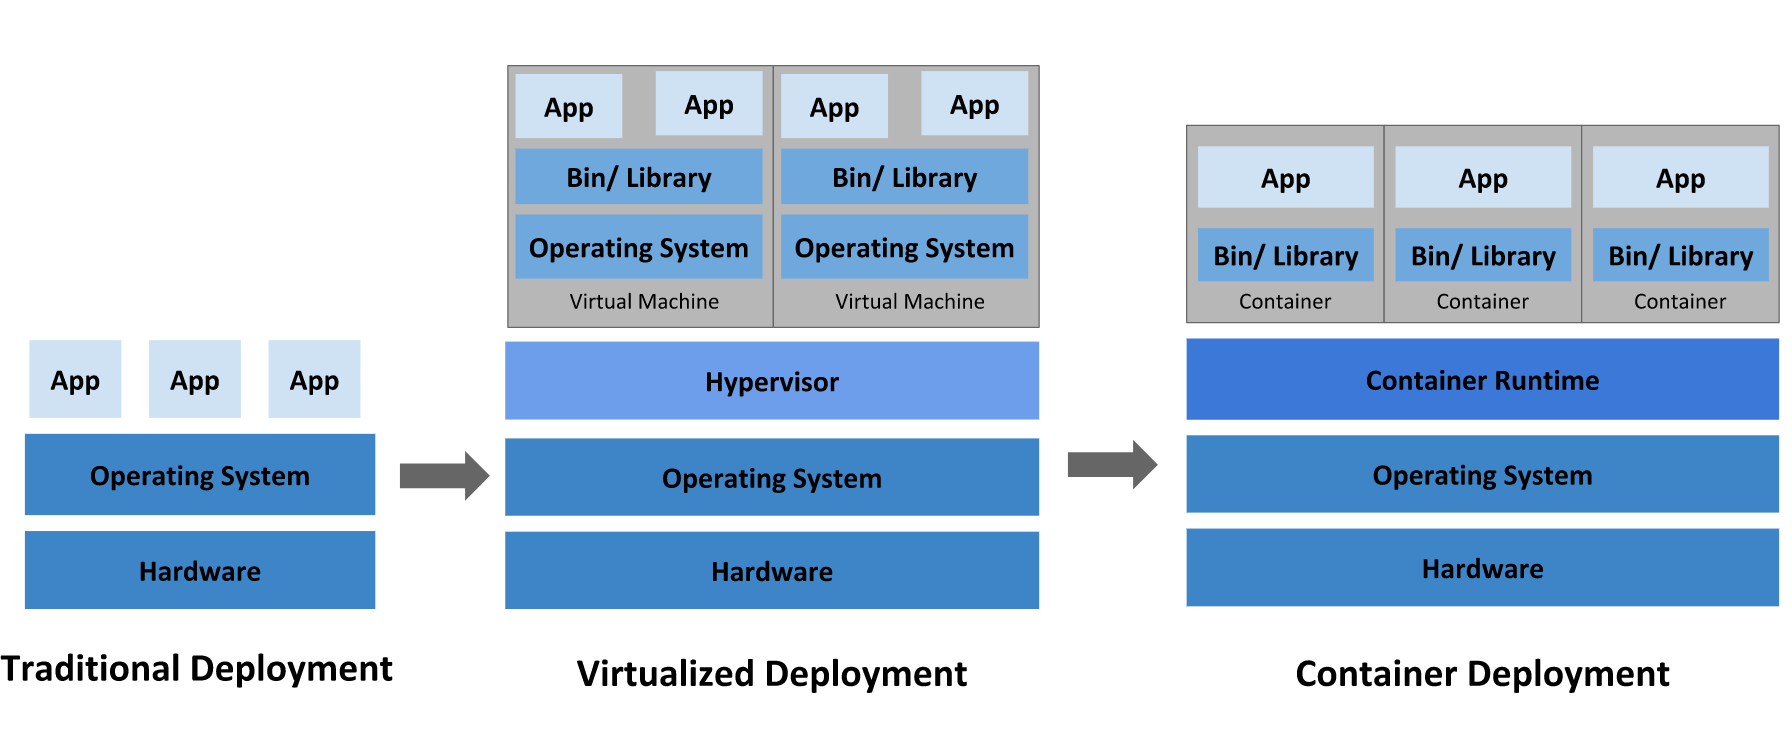 App
App
App
Operating System
Hardware
Traditional Deployment
App
App
Bin/ Library
Operating System
Virtual Machine
App
App
Bin/ Library
Operating System
Virtual Machine
Hypervisor
Operating System
Hardware
Virtualized Deployment
App
Bin/ Library
Container
App
Bin/ Library
Container
App
Bin/ Library
Container
Container Runtime
Operating System
Hardware
Container Deployment